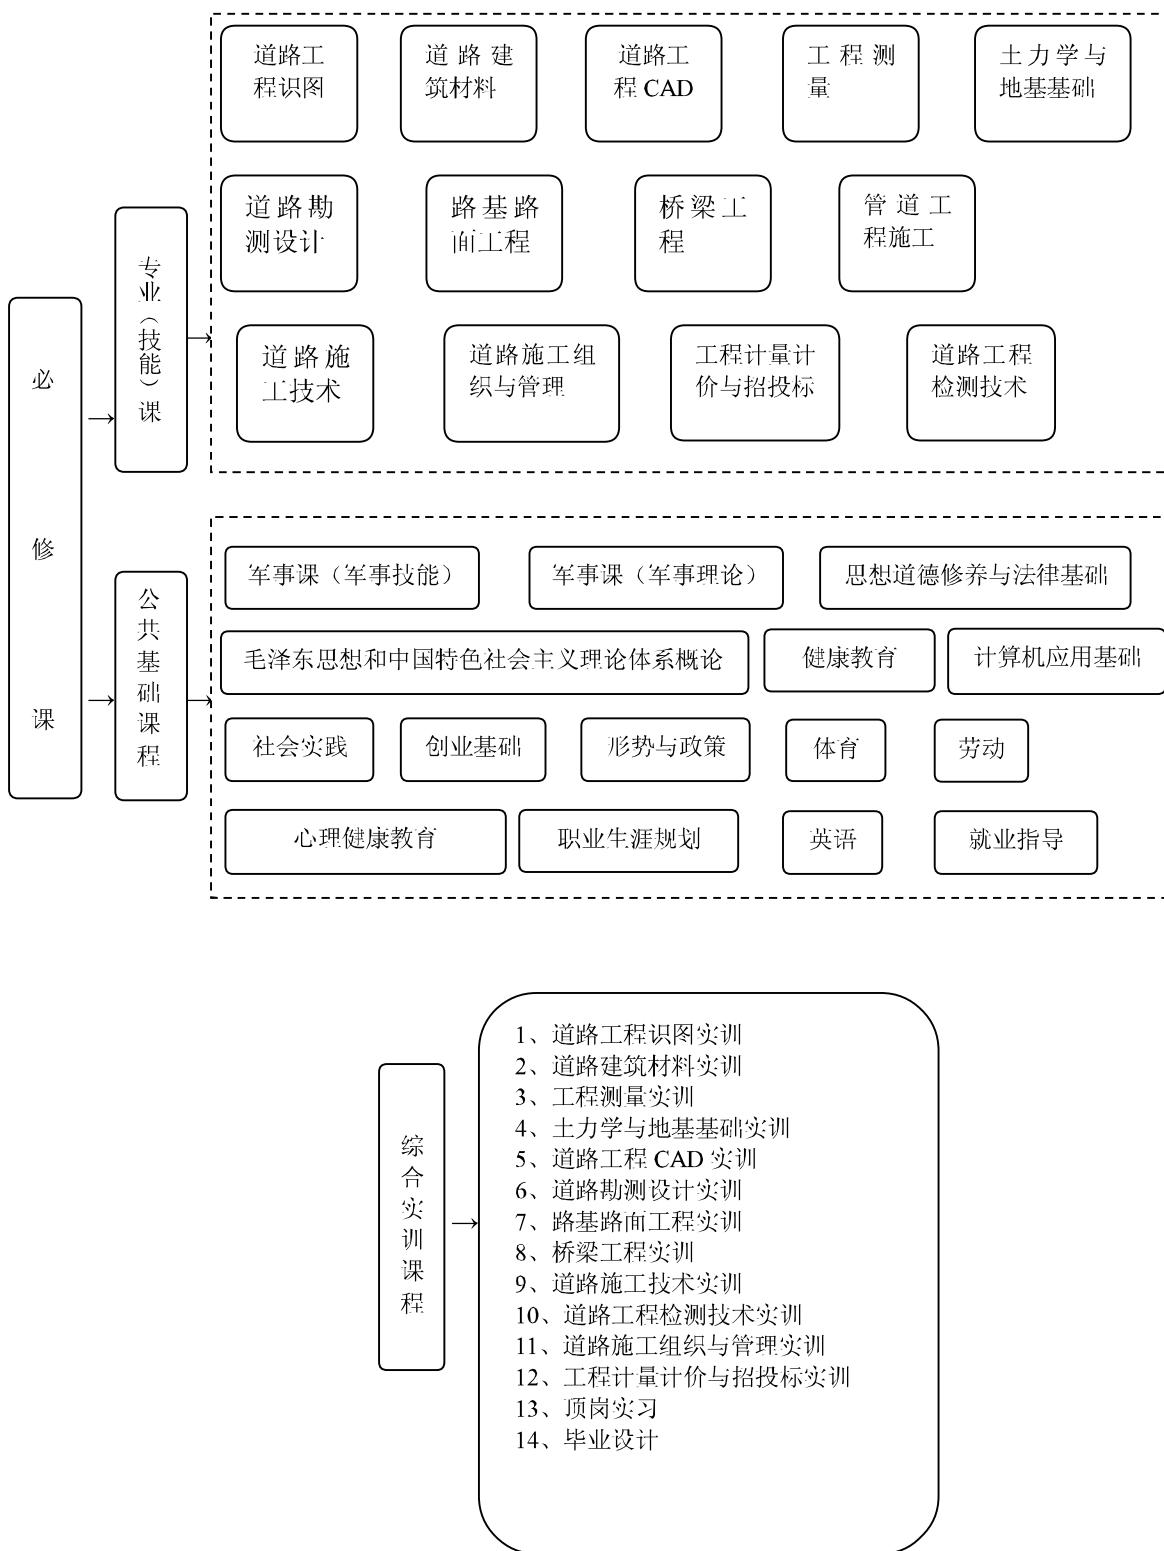 必修课
专业（技能）课
道路工
程识图
道路建
筑材料
道路工
程 CAD
工程测
量
土力学与
地基基础
道路勘
测设计
路基路
面工程
桥梁工
程
管道工
程施工
道路施
工技术
道路施工组
织与管理
工程计量计
价与招投标
道路工程
检测技术
公共基础课程
军事课（军事技能）
军事课（军事理论）
思想道德修养与法律基础
毛泽东思想和中国特色社会主义理论体系概论
健康教育
计算机应用基础
社会实践
创业基础
形势与政策
体育
劳动
心理健康教育
职业生涯规划
英语
就业指导
综合实训课程
1、道路工程识图实训
2、道路建筑材料实训
3、工程测量实训
4、土力学与地基基础实训
5、道路工程 CAD 实训
6、道路勘测设计实训
7、路基路面工程实训
8、桥梁工程实训
9、道路施工技术实训
10、道路工程检测技术实训
11、道路施工组织与管理实训
12、工程计量计价与招投标实训
13、顶岗实习
14、毕业设计